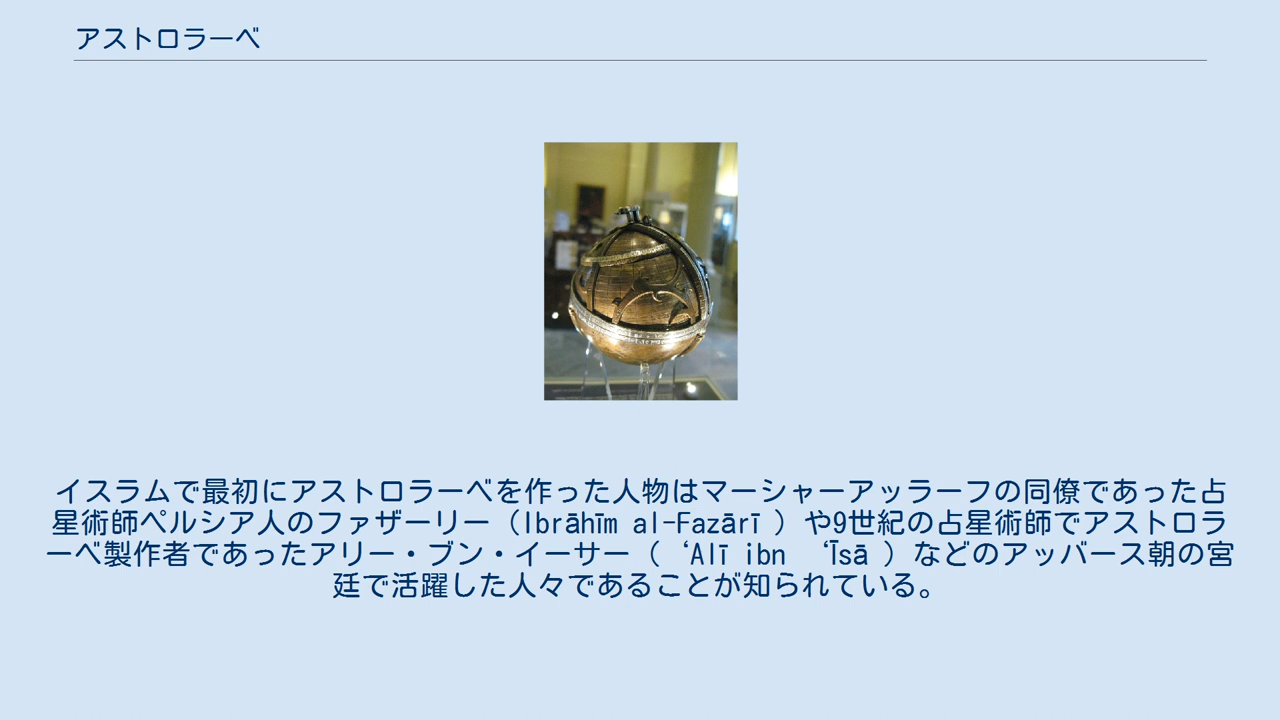 アストロラーベ
イスラムで最初にアストロラーベを作った人物はマーシャーアッラーフの同僚であった占
星術師ペルシア人のファザーリー（Ibrāhīm al-Fazārī ）や9世紀の占星術師でアストロラ
ーベ製作者であったアリー・ブン・イーサー（ ‘Alī ibn ‘Īsā ）などのアッバース朝の宮
廷で活躍した人々であることが知られている。